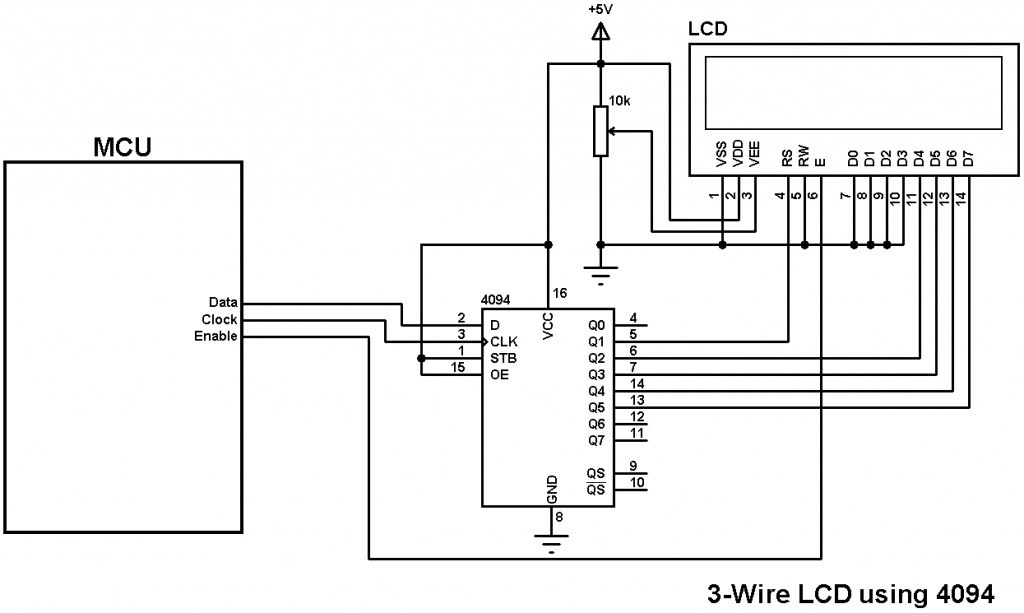 +5V
LCD
10k
MCU
VSS
VDD
VEE
RS
RW
E
D0
D1
D2
D3
D4
D5
D6
D7
1
2
3
4
5
6
7
8
9
10
11
12
13
14
16
4094
Data
Clock
Enable
2
3
1
15
D
CLK
STB
OE
VCC
GND
8
Q0 4
Q1 5
Q2 6
Q3 7
Q4 14
Q5 13
Q6 12
Q7 11
QS 9
QS 10
3-Wire LCD using 4094